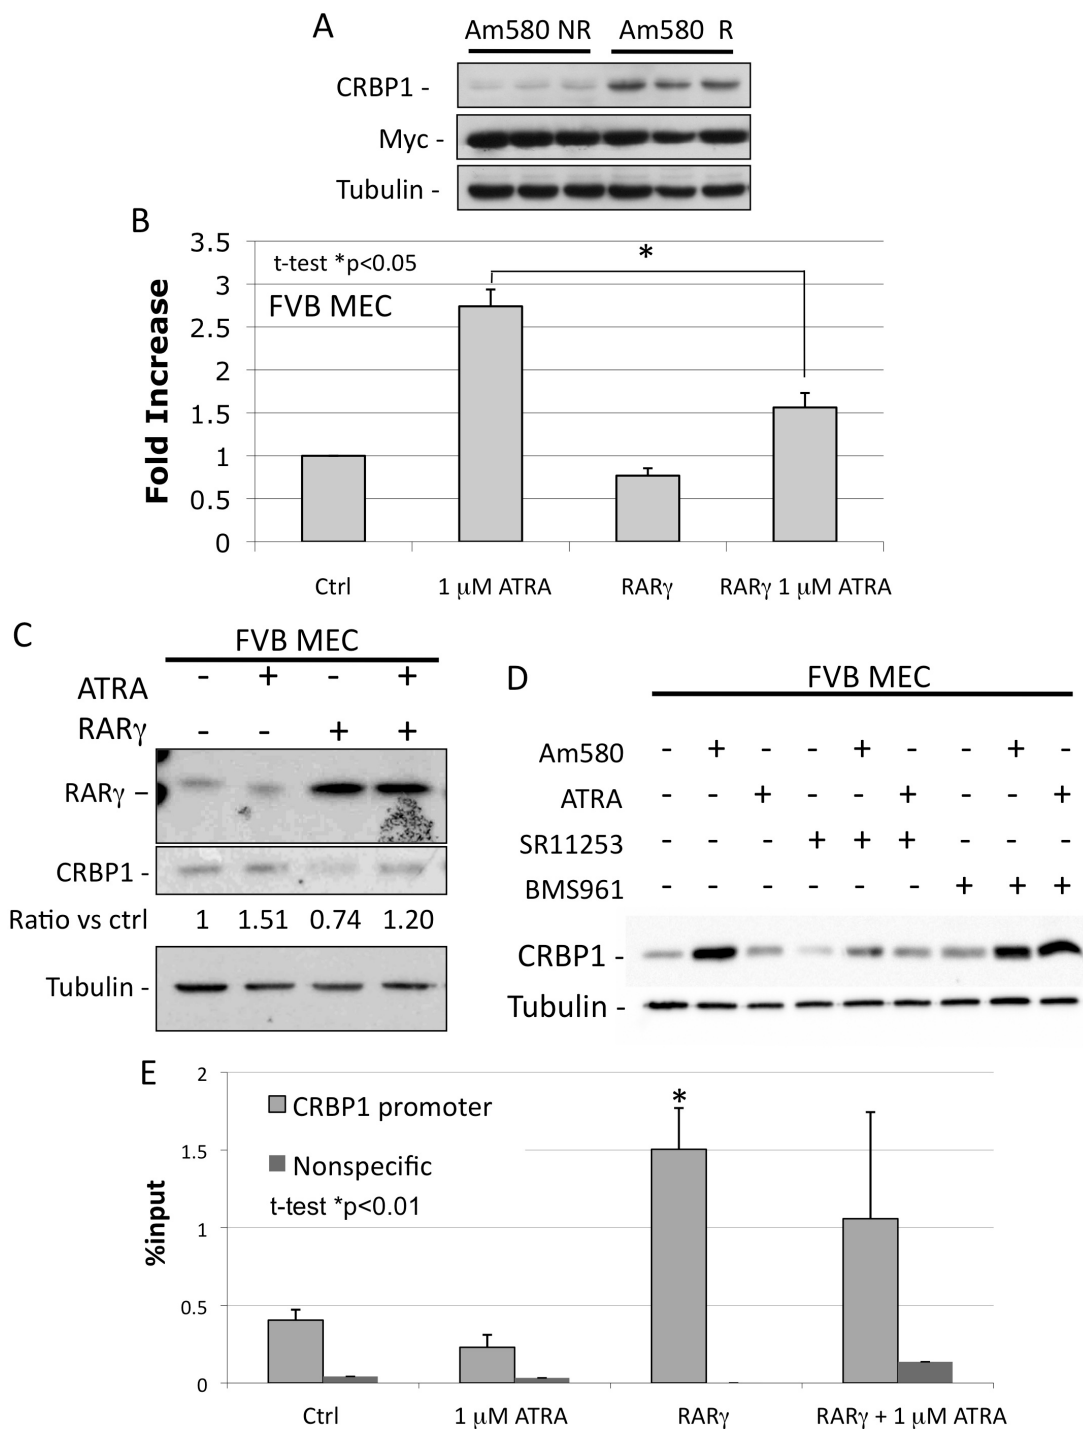 A
Am580 NR Am580 R
CRBP1 -
Myc -
Tubulin -
B
3.5
3
2.5
2
1.5
1
0.5
0
Fold Increase
t-test *p<0.05
FVB MEC
*
Ctrl 1 μM ATRA RARγ RARγ 1 μM ATRA
C
FVB MEC
ATRA - + - +
RARγ - - + +
RARγ –
CRBP1 -
Ratio vs ctrl 1 1.51 0.74 1.20
Tubulin -
D
FVB MEC
Am580 - + - - + - - + -
ATRA - - + - - + - - +
SR11253 - - - + + + - - -
BMS961 - - - - - - + + +
CRBP1 -
Tubulin -
E
2
1.5
1
0.5
0
%input
CRBP1 promoter
Nonspecific
t-test *p<0.01
*
Ctrl 1 μM ATRA RARγ RARγ + 1 μM ATRA